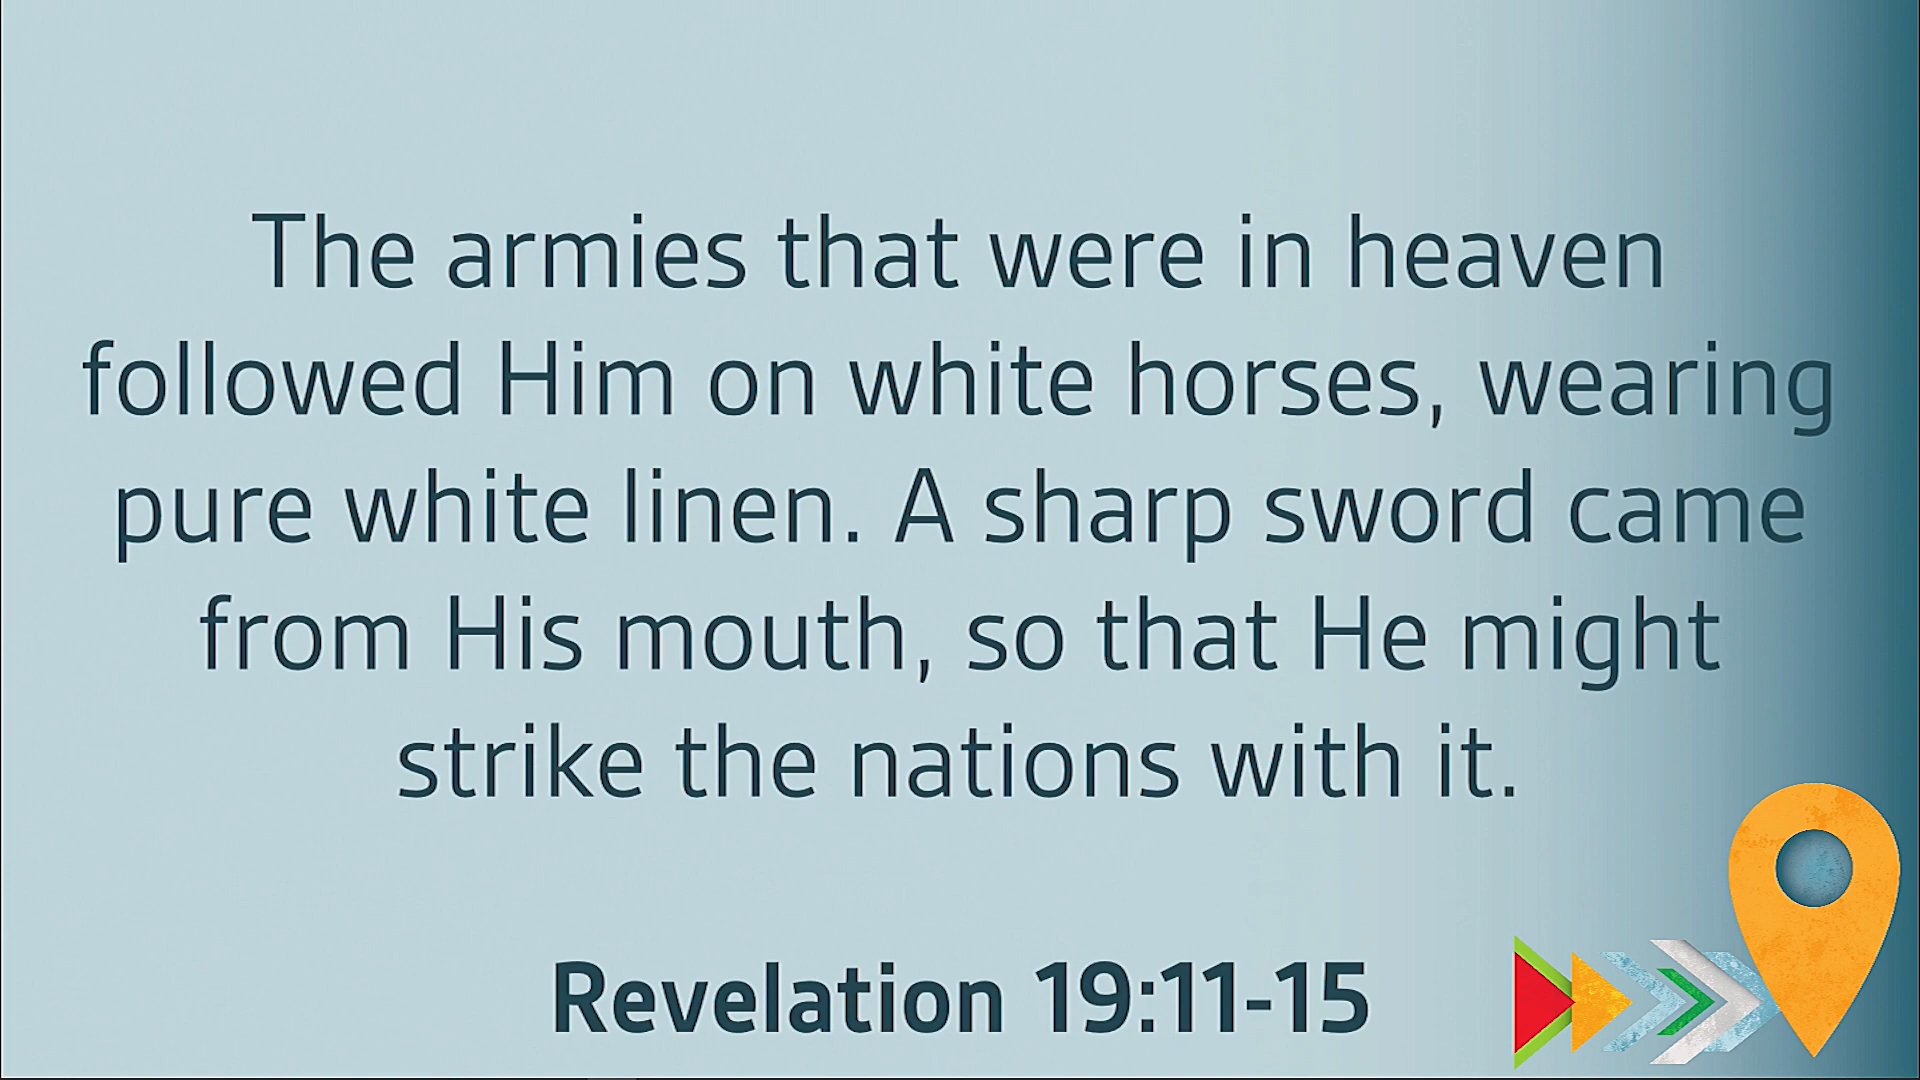 The armies that were in heaven
followed Him on white horses, wearing
pure white linen. A sharp sword came
from His mouth, so that He might
strike the nations with it.
Revelation 19:11-15